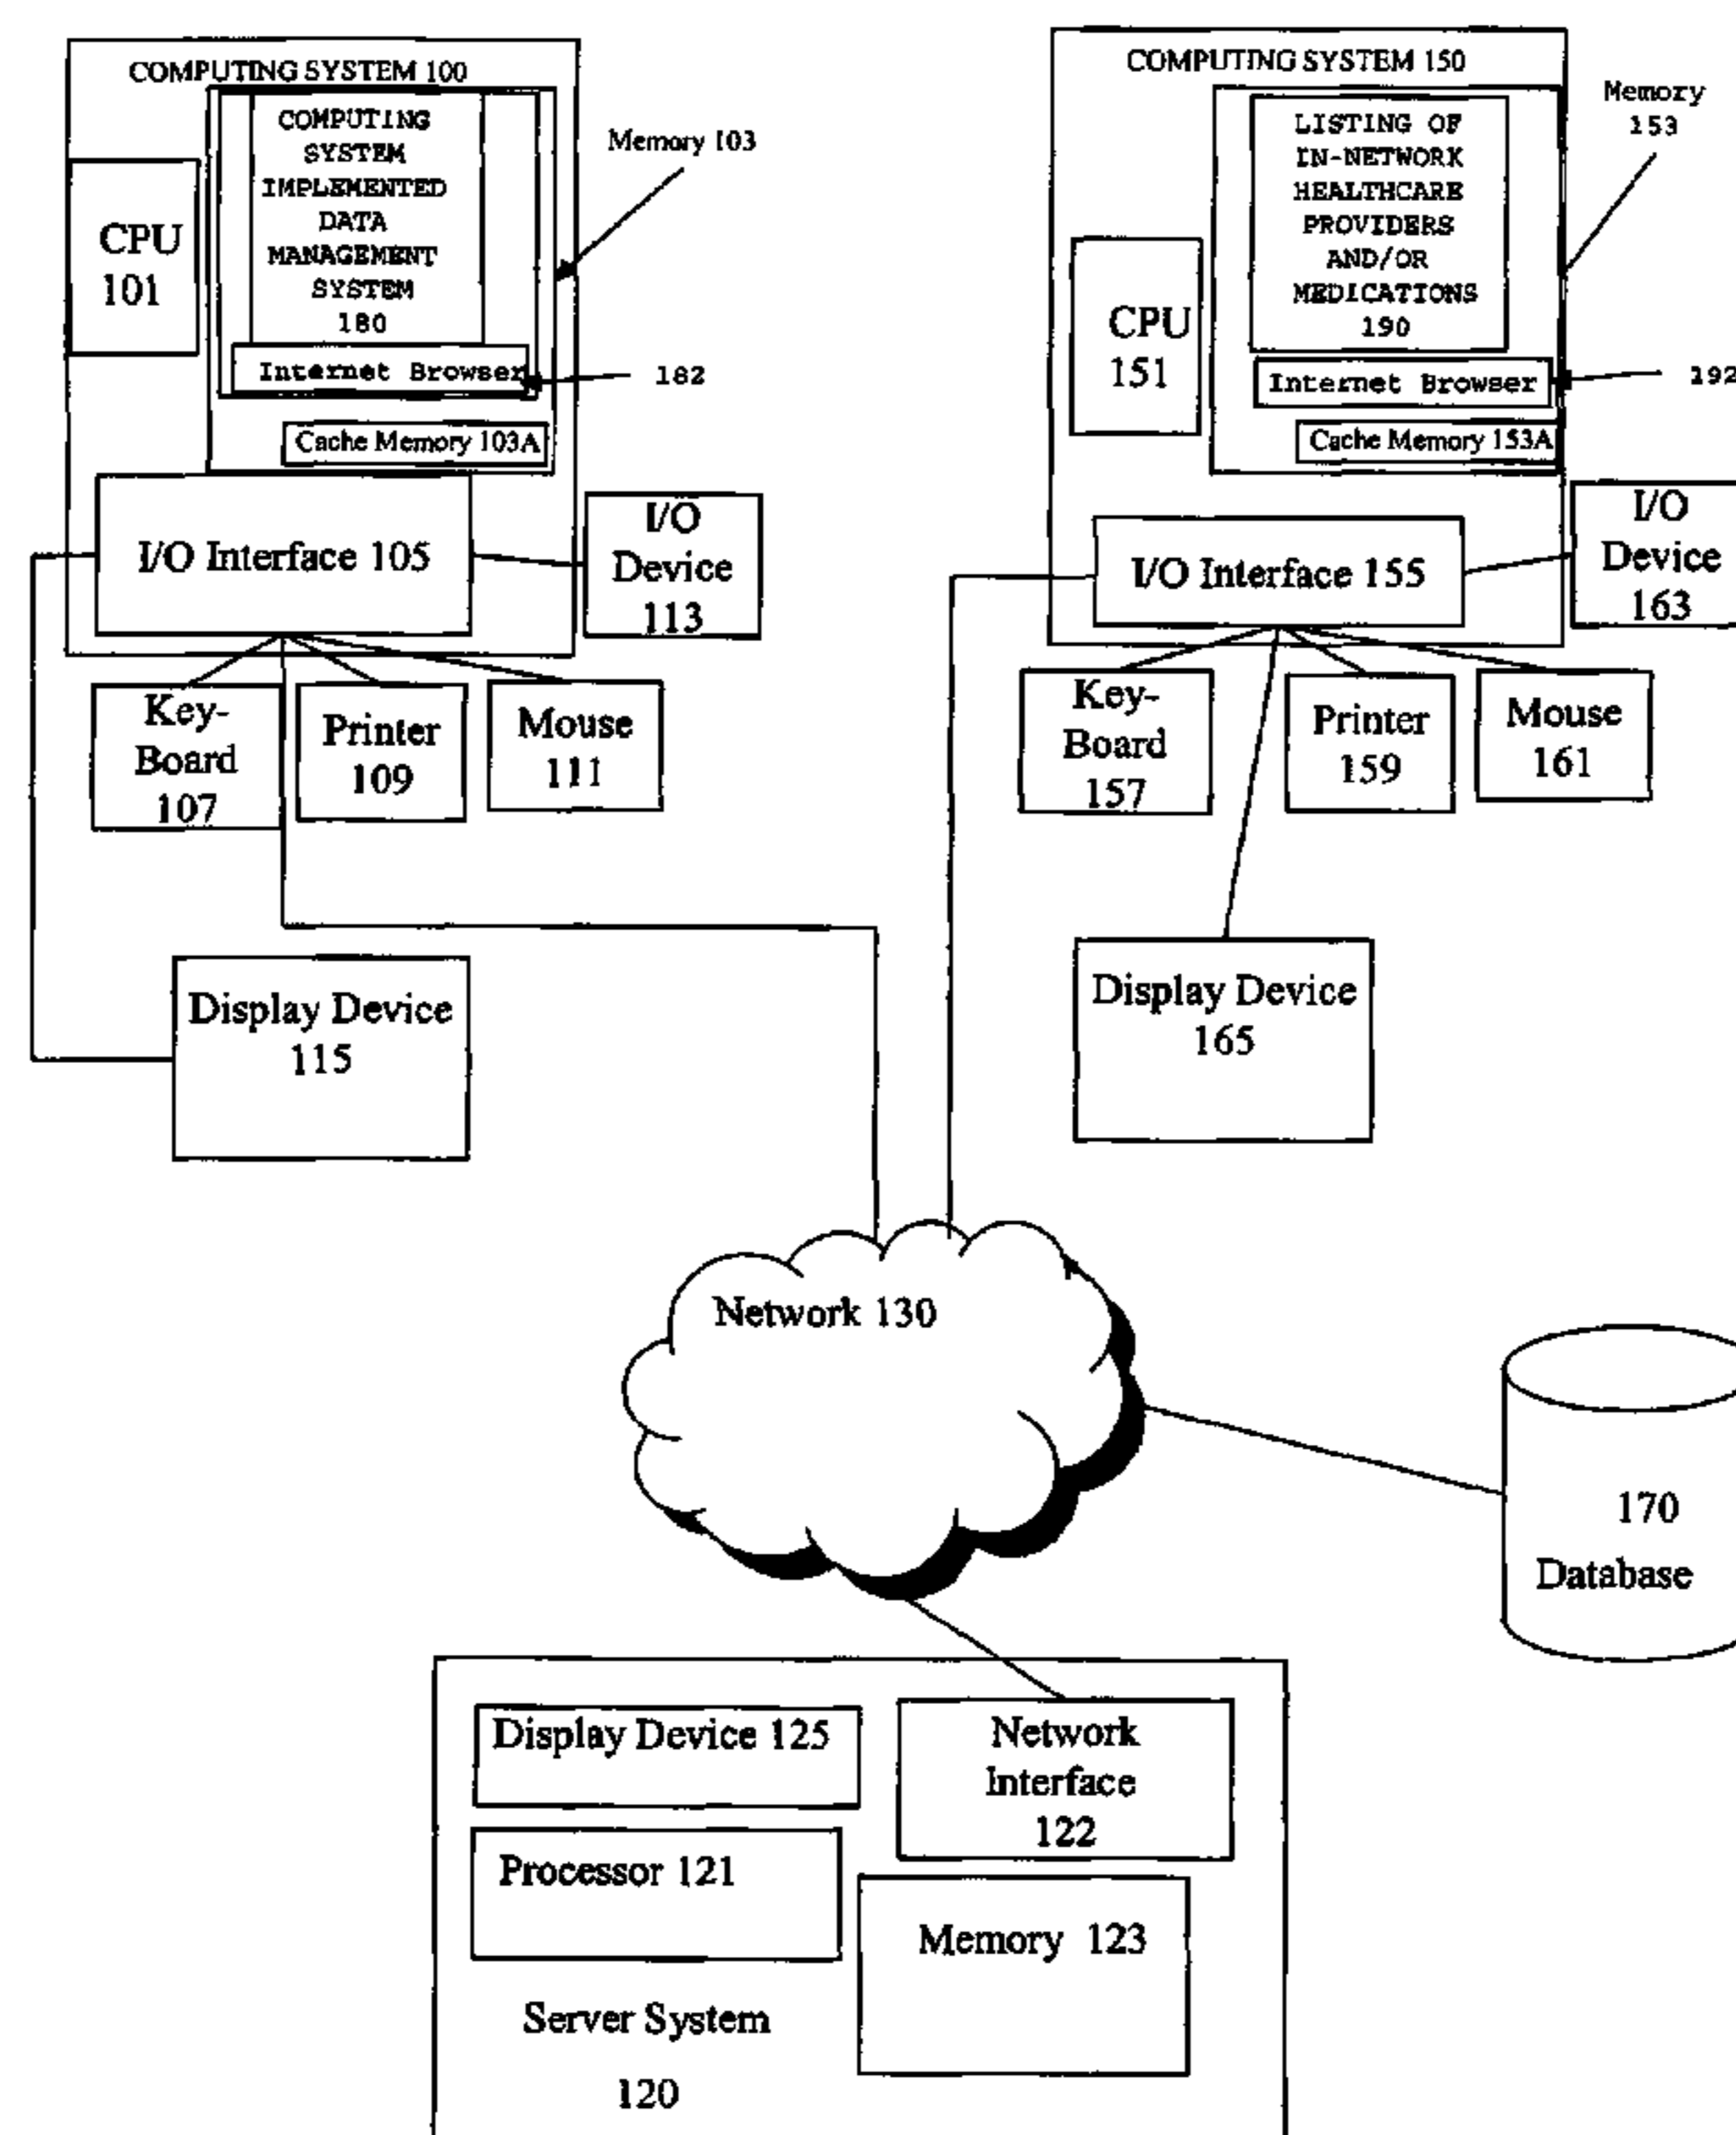 COMPUTING SYSTEM 100
COMPUTING
SYSTEM
IMPLEMENTED
DATA
MANAGEMENT
SYSTEM
180
Internet Browser
182
Cache Memory 103A
Memory 103
CPU
101
I/O Interface 105
I/O
Device
113
Key-
Board
107
Printer
109
Mouse
111
Display Device
115
COMPUTING SYSTEM 150
LISTING OF
IN-NETWORK
HEALTHCARE
PROVIDERS
AND/OR
MEDICATIONS
190
Internet Browser
192
Cache Memory 153A
Memory
153
CPU
151
I/O Interface 155
I/O
Device
163
Key-
Board
157
Printer
159
Mouse
161
Display Device
165
Network 130
170
Database
Display Device 125
Network
Interface
122
Processor 121
Memory 123
Server System
120